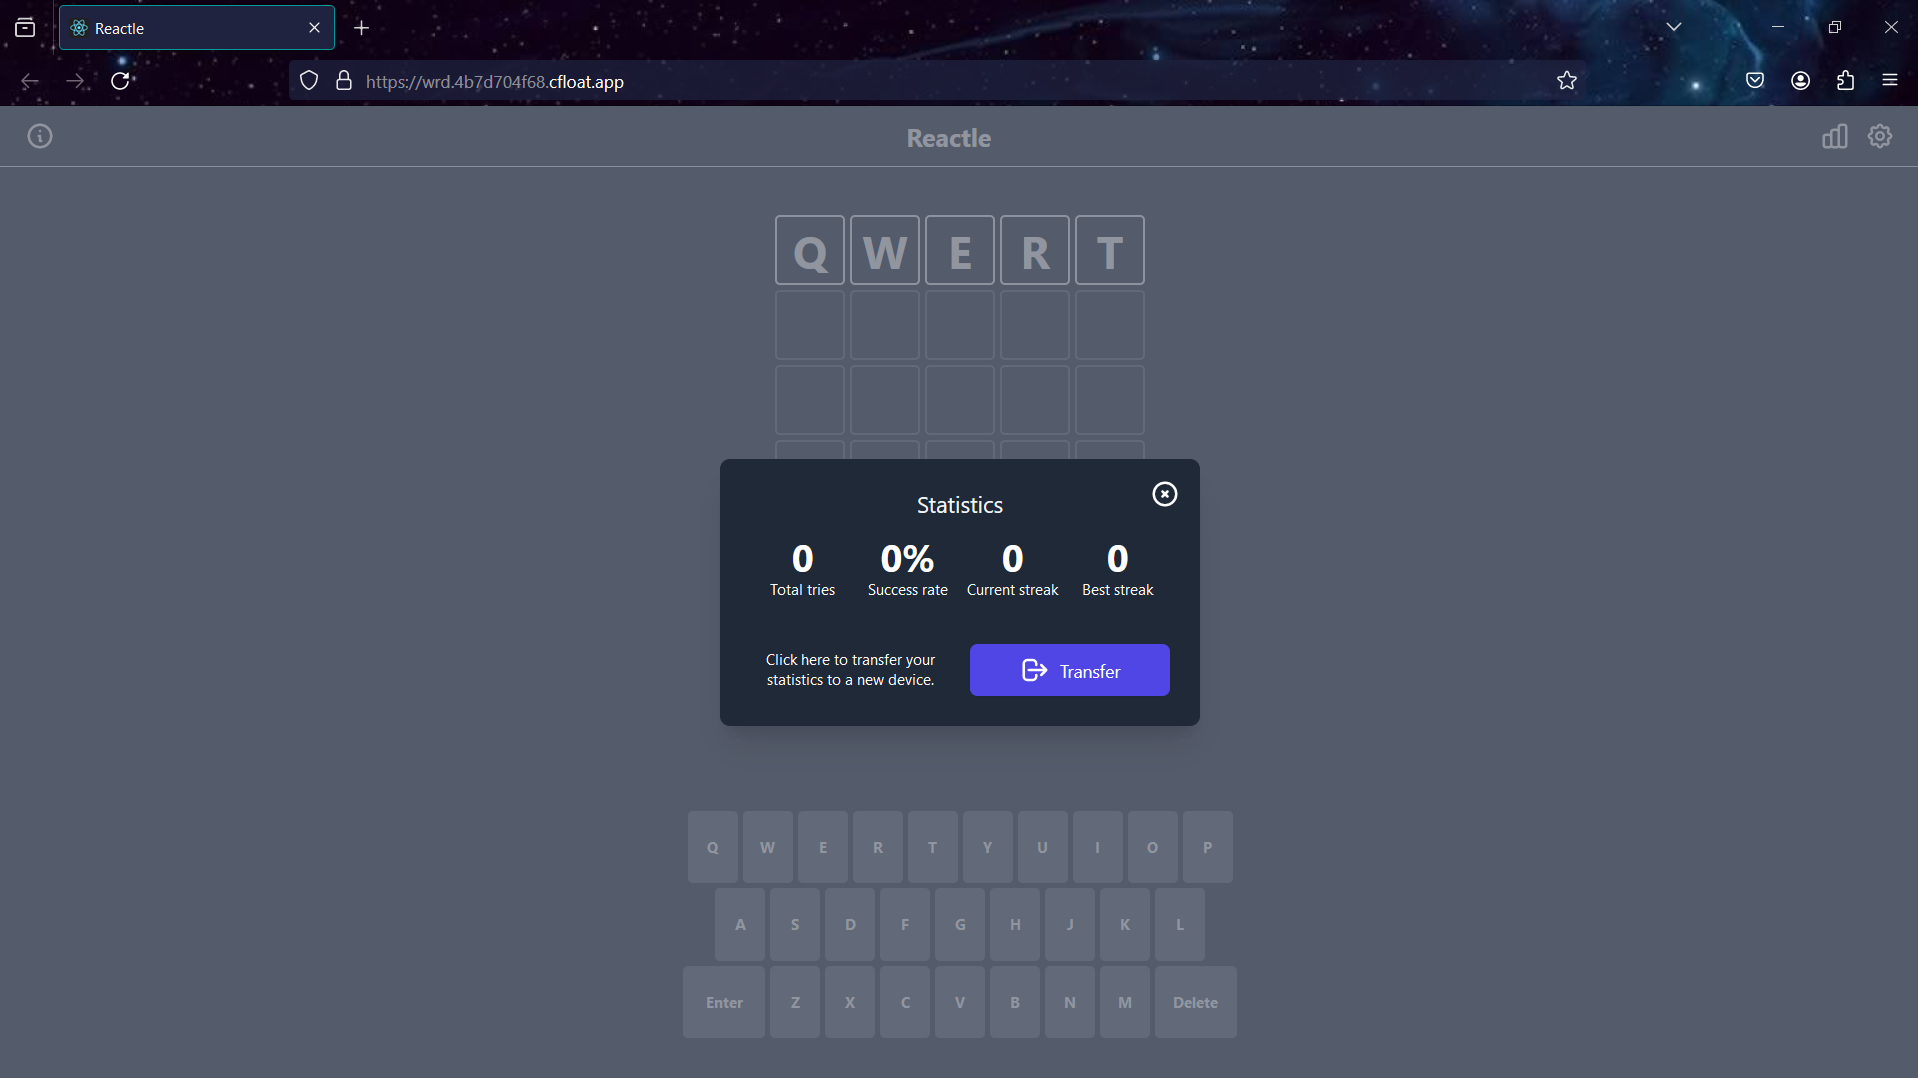 Reactle
https://wrd.4b7d704f68.cfloat.app
Reactle
Q W E R T
Statistics
0 0% 0 0
Total tries Success rate Current streak Best streak
Click here to transfer your
statistics to a new device.
Transfer
Q W E R T Y U I O P
A S D F G H J K L
Enter Z X C V B N M Delete